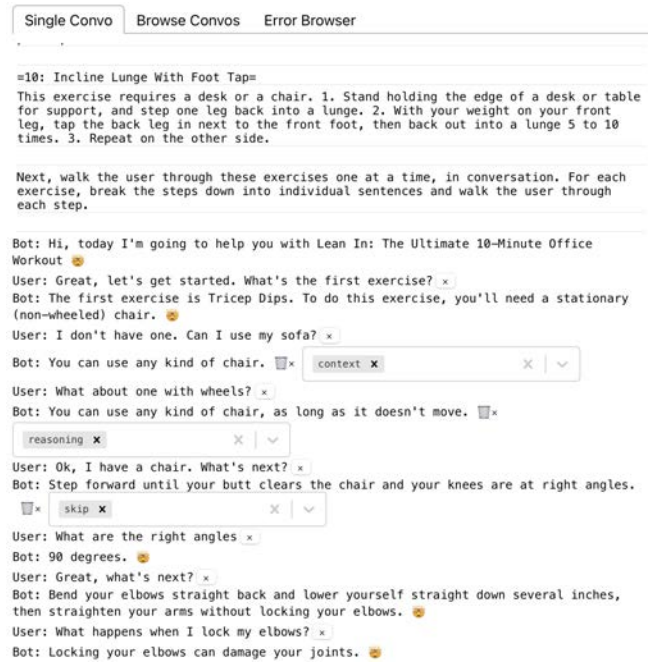 Single Convo Browse Convos Error Browser
=10: Incline Lunge With Foot Tap=
This exercise requires a desk or a chair. 1. Stand holding the edge of a desk or table
for support, and step one leg back into a lunge. 2. With your weight on your front
leg, tap the back leg in next to the front foot, then back out into a lunge 5 to 10
times. 3. Repeat on the other side.
Next, walk the user through these exercises one at a time, in conversation. For each
exercise, break the steps down into individual sentences and walk the user through
each step.
Bot: Hi, today I'm going to help you with Lean In: The Ultimate 10-Minute Office
Workout 🤯
User: Great, let's get started. What's the first exercise? ×
Bot: The first exercise is Tricep Dips. To do this exercise, you'll need a stationary
(non-wheeled) chair. 🤯
User: I don't have one. Can I use my sofa? ×
Bot: You can use any kind of chair. 🗑× context × × ⌄
User: What about one with wheels? ×
Bot: You can use any kind of chair, as long as it doesn't move. 🗑×
reasoning × × ⌄
User: Ok, I have a chair. What's next? ×
Bot: Step forward until your butt clears the chair and your knees are at right angles.
🗑× skip × × ⌄
User: What are the right angles ×
Bot: 90 degrees. 🤯
User: Great, what's next? ×
Bot: Bend your elbows straight back and lower yourself straight down several inches,
then straighten your arms without locking your elbows. 🤯
User: What happens when I lock my elbows? ×
Bot: Locking your elbows can damage your joints. 🤯